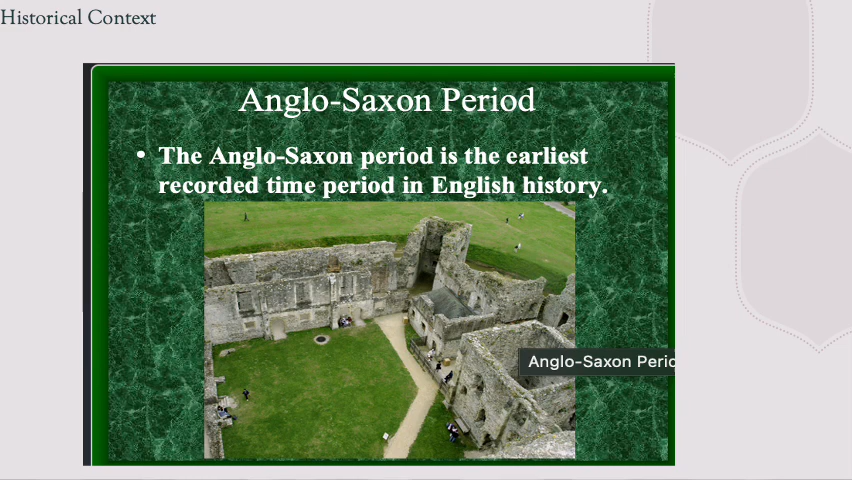 Historical Context
Anglo-Saxon Period
• The Anglo-Saxon period is the earliest
recorded time period in English history.
Anglo-Saxon Perio